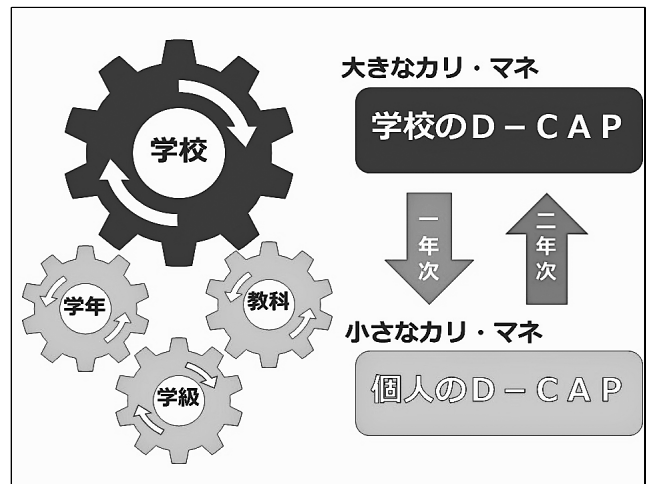 学校
学年
教科
学級
大きなカリ・マネ
学校のD－CAP
一年次
二年次
小さなカリ・マネ
個人のD－CAP